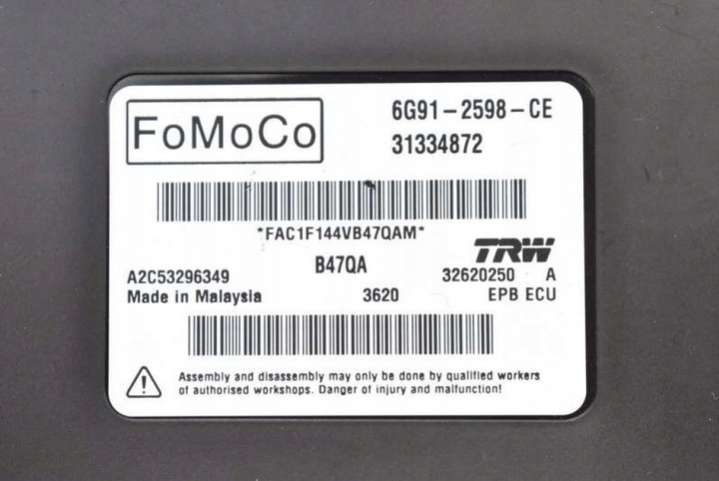 FoMoCo
6G91-2598-CE
31334872
*FAC1F144VB47QAM*
TRW
B47QA
A2C53296349
32620250 A
Made in Malaysia
3620
EPB ECU
Assembly and disassembly may only be done by qualified workers
of authorised workshops. Danger of injury and malfunction!